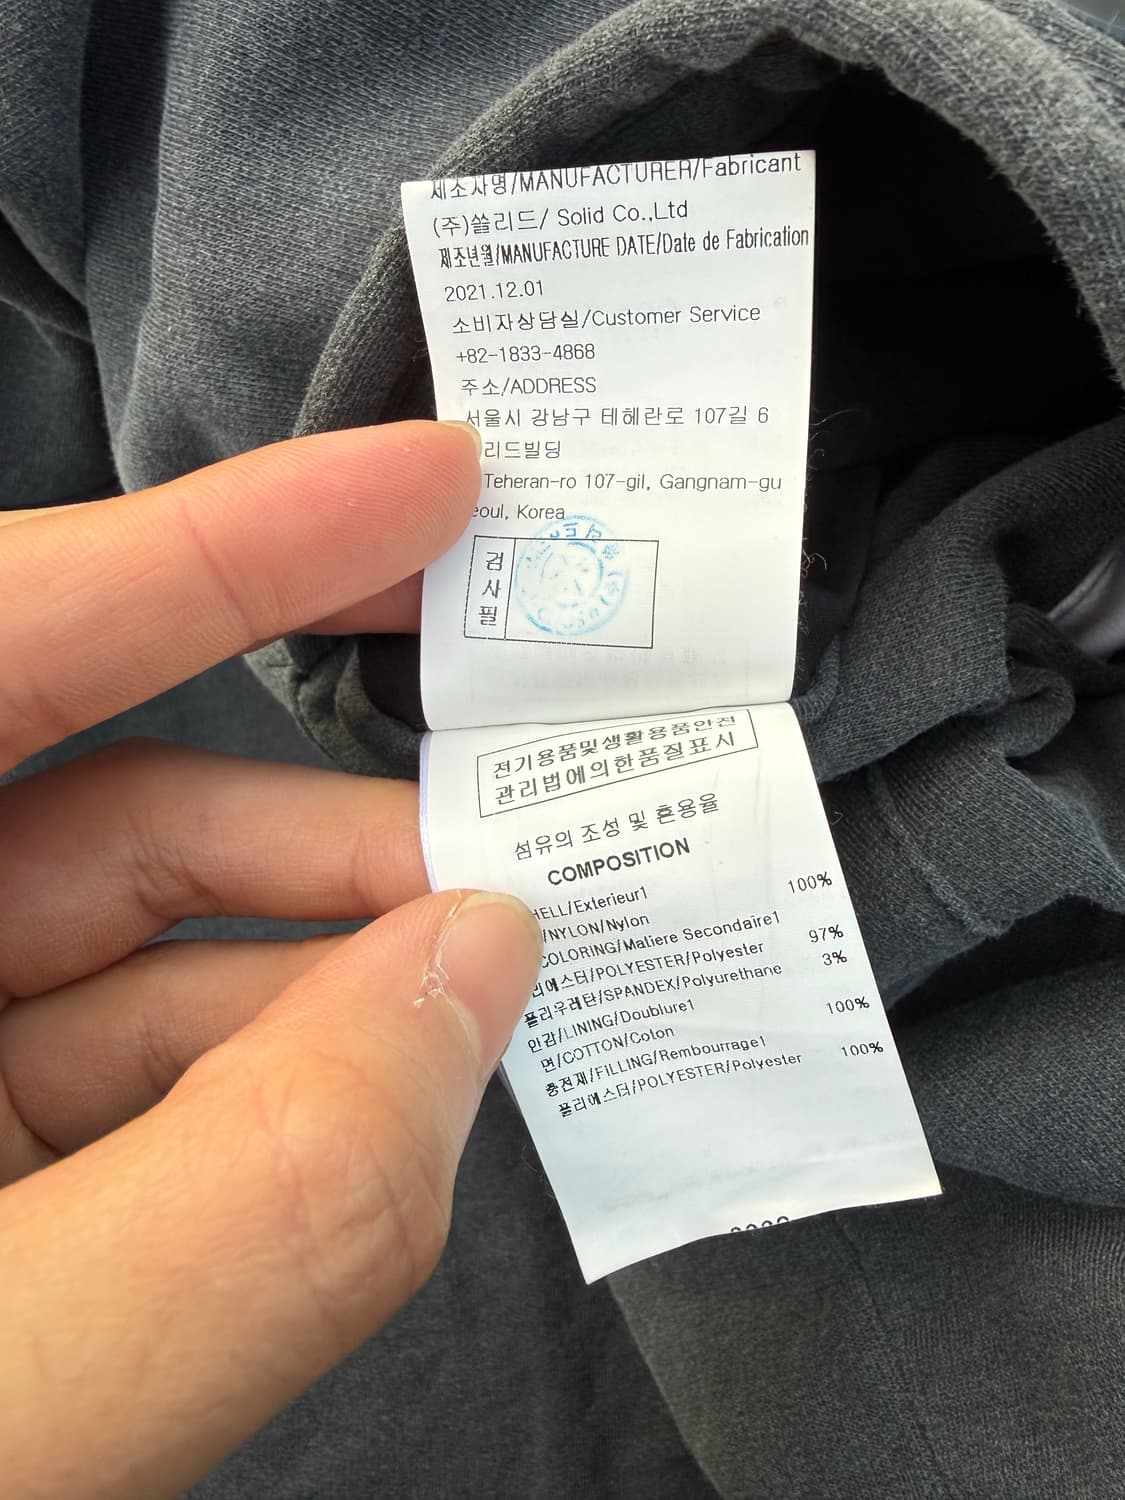 제조자명/MANUFACTURER/Fabricant
(주)쏠리드/ Solid Co.,Ltd
제조년월/MANUFACTURE DATE/Date de Fabrication
2021.12.01
소비자상담실/Customer Service
+82-1833-4868
주소/ADDRESS
서울시 강남구 테헤란로 107길 6
리드빌딩
Teheran-ro 107-gil, Gangnam-gu
eoul, Korea
검사필
전기용품및생활용품안전
관리법에의한품질표시
섬유의 조성 및 혼용율
COMPOSITION
HELL/Exterieur1
/NYLON/Nylon 100%
COLORING/Matiere Secondaire1
리에스터/POLYESTER/Polyester 97%
폴리우레탄/SPANDEX/Polyurethane 3%
인감/LINING/Doublure1
면/COTTON/Coton 100%
충전재/FILLING/Rembourrage1
폴리에스터/POLYESTER/Polyester 100%